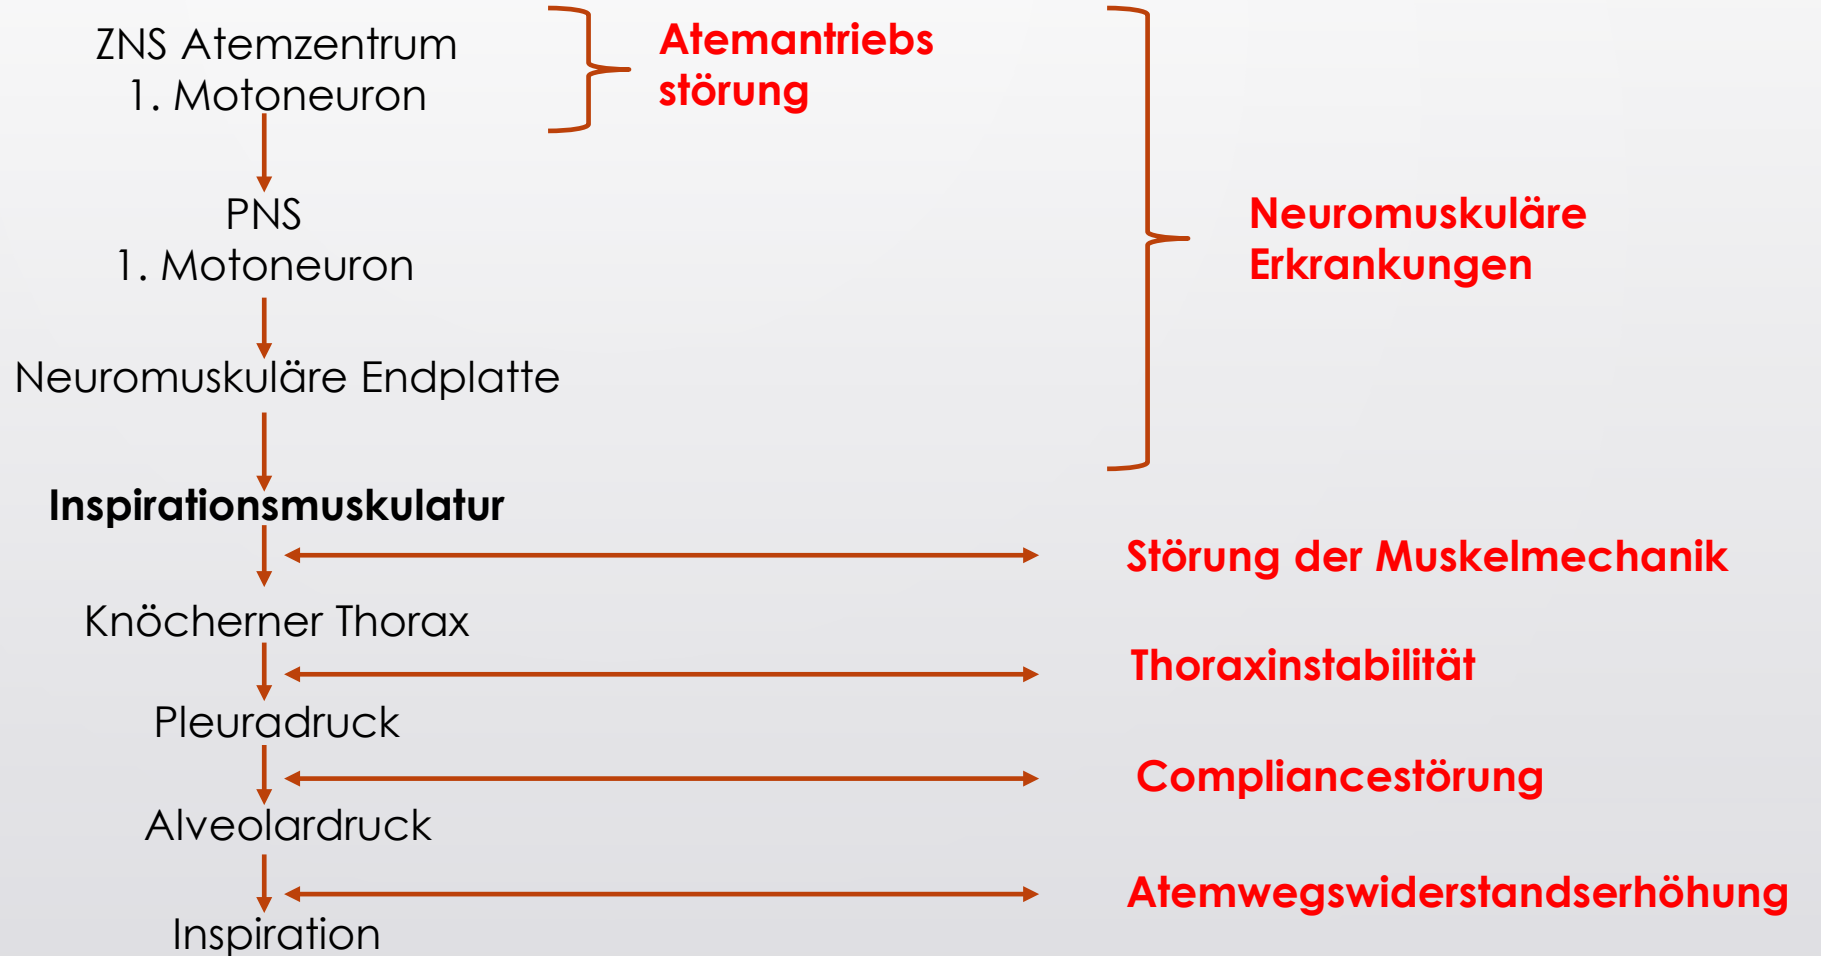 ZNS Atemzentrum
1. Motoneuron
Atemantriebs
störung
PNS
1. Motoneuron
Neuromuskuläre
Erkrankungen
Neuromuskuläre Endplatte
Inspirationsmuskulatur
Störung der Muskelmechanik
Knöcherner Thorax
Thoraxinstabilität
Pleuradruck
Compliancestörung
Alveolardruck
Atemwegswiderstandserhöhung
Inspiration